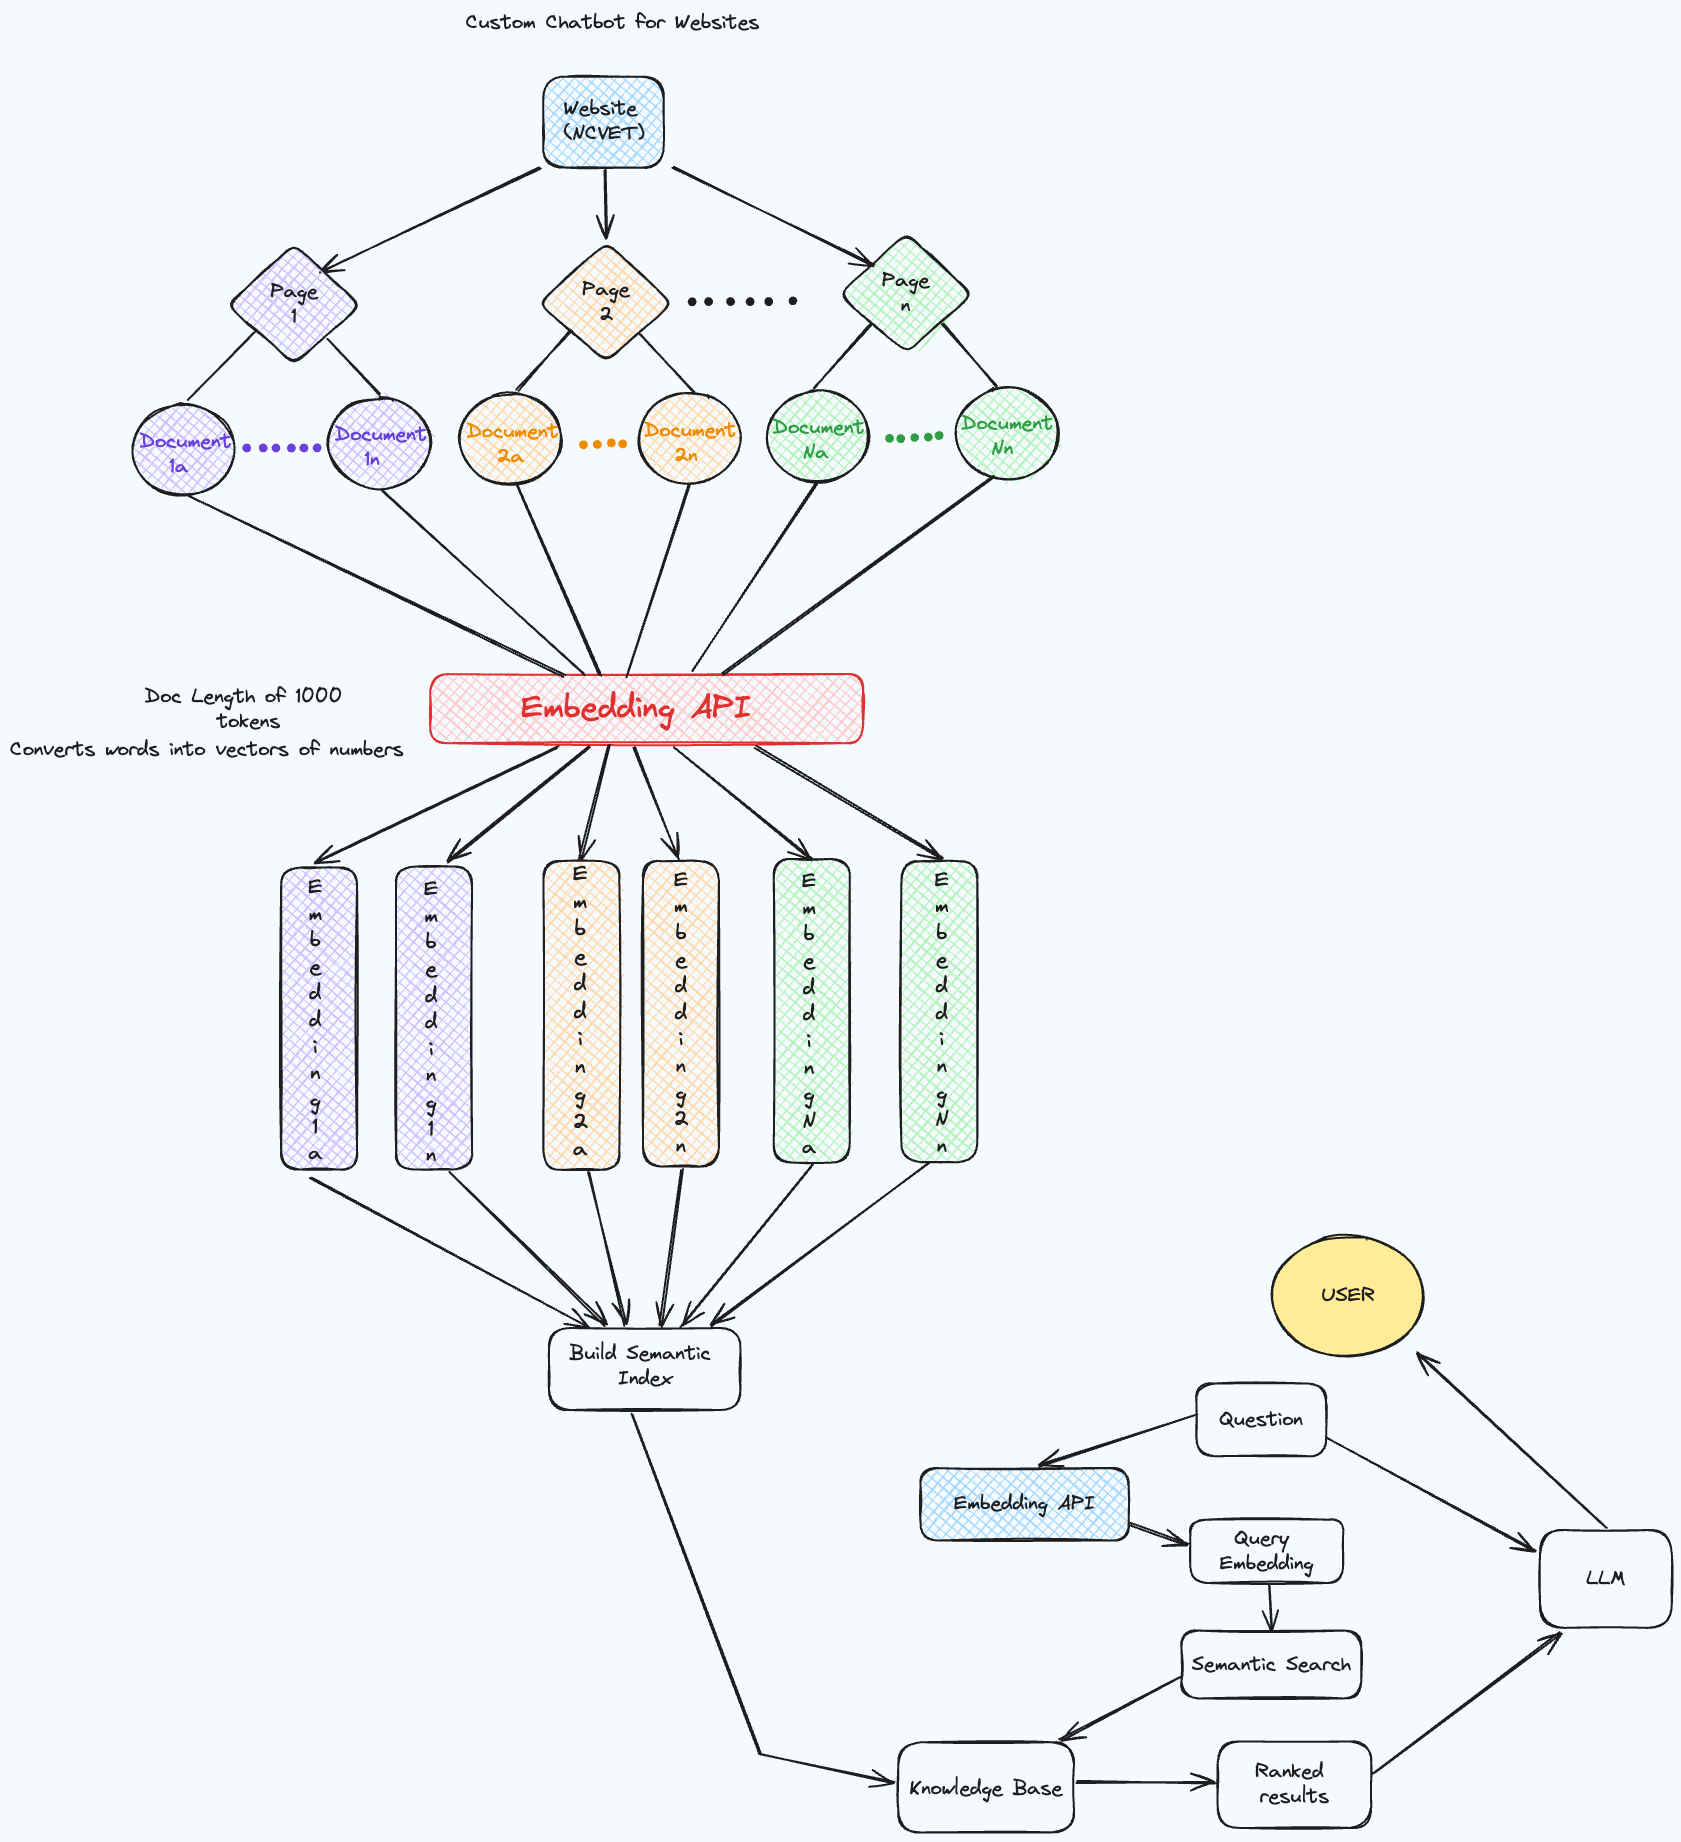 Custom Chatbot for Websites
Website
(NCVET)
Page
1
Page
2
Page
n
Document
1a
Document
1n
Document
2a
Document
2n
Document
Na
Document
Nn
Doc Length of 1000
tokens
Converts words into vectors of numbers
Embedding API
Embedding1a
Embedding1n
Embedding2a
Embedding2n
EmbeddingNa
EmbeddingNn
Build Semantic
Index
USER
Question
Embedding API
Query
Embedding
LLM
Semantic Search
Knowledge Base
Ranked
results